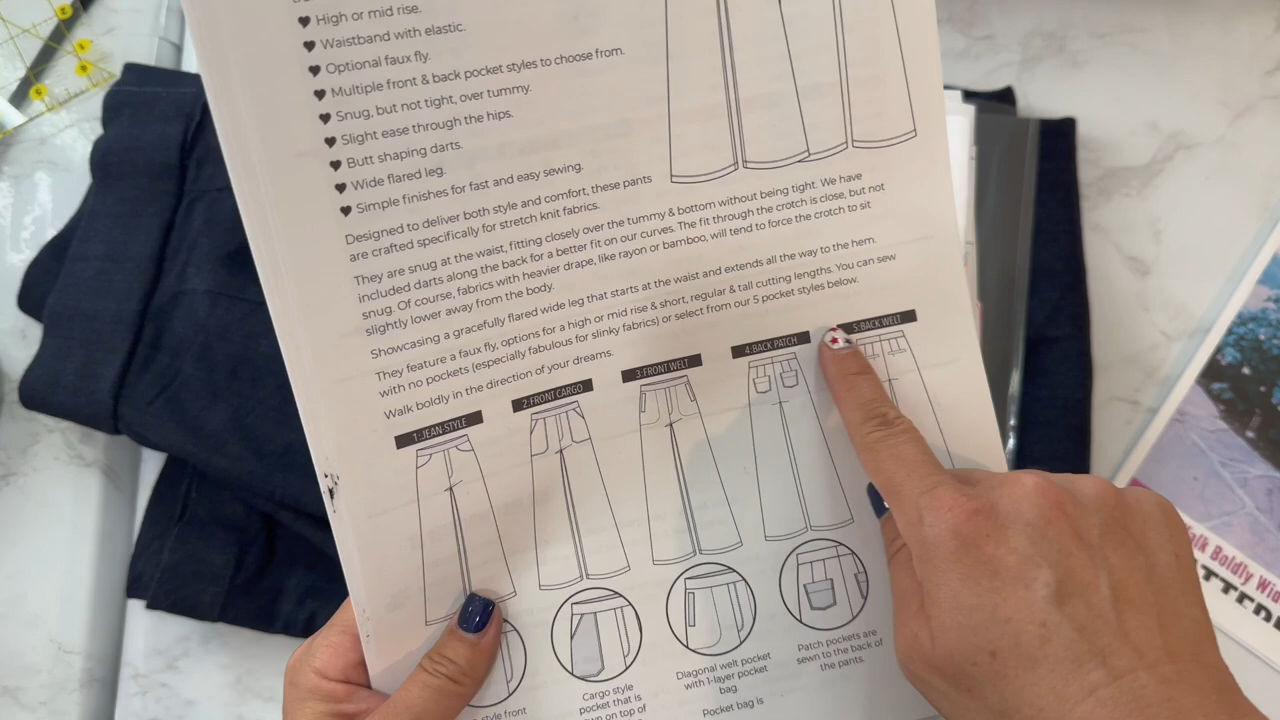 High or mid rise.
Waistband with elastic.
Optional faux fly.
Multiple front & back pocket styles to choose from.
Snug, but not tight, over tummy.
Slight ease through the hips.
Butt shaping darts.
Wide flared leg.
Simple finishes for fast and easy sewing.
Designed to deliver both style and comfort, these pants
are crafted specifically for stretch knit fabrics.
They are snug at the waist, fitting closely over the tummy & bottom without being tight. We have
included darts along the back for a better fit on our curves. The fit through the crotch is close, but not
snug. Of course, fabrics with heavier drape, like rayon or bamboo, will tend to force the crotch to sit
slightly lower away from the body.
Showcasing a gracefully flared wide leg that starts at the waist and extends all the way to the hem.
They feature a faux fly, options for a high or mid rise & short, regular & tall cutting lengths. You can sew
with no pockets (especially fabulous for slinky fabrics) or select from our 5 pocket styles below.
Walk boldly in the direction of your dreams.
1: JEAN-STYLE
2: FRONT CARGO
3: FRONT WELT
4: BACK PATCH
5: BACK WELT
style front
Cargo style
pocket that is
on top of
Diagonal welt pocket
with 1-layer pocket
bag.
Pocket bag is
Patch pockets are
sewn to the back of
the pants.
alk Boldly Wid